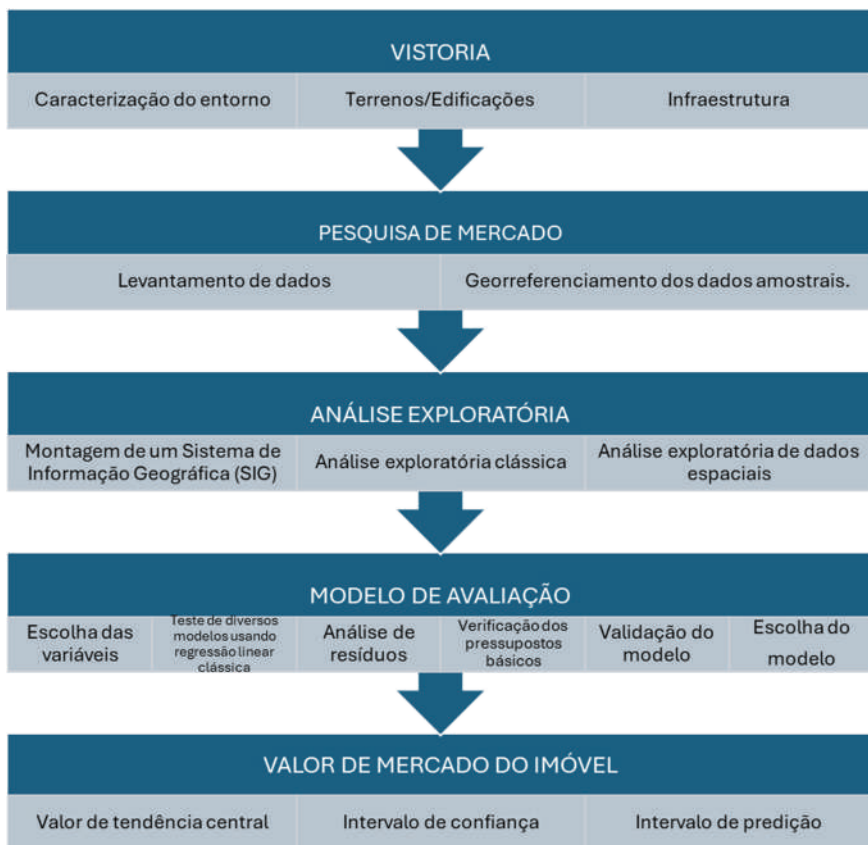 VISTORIA
Caracterização do entorno
Terrenos/Edificações
Infraestrutura
PESQUISA DE MERCADO
Levantamento de dados
Georreferenciamento dos dados amostrais.
ANÁLISE EXPLORATÓRIA
Montagem de um Sistema de
Informação Geográfica (SIG)
Análise exploratória clássica
Análise exploratória de dados
espaciais
MODELO DE AVALIAÇÃO
Escolha das
variáveis
Teste de diversos
modelos usando
regressão linear
clássica
Análise de
resíduos
Verificação dos
pressupostos
básicos
Validação do
modelo
Escolha do
modelo
VALOR DE MERCADO DO IMÓVEL
Valor de tendência central
Intervalo de confiança
Intervalo de predição